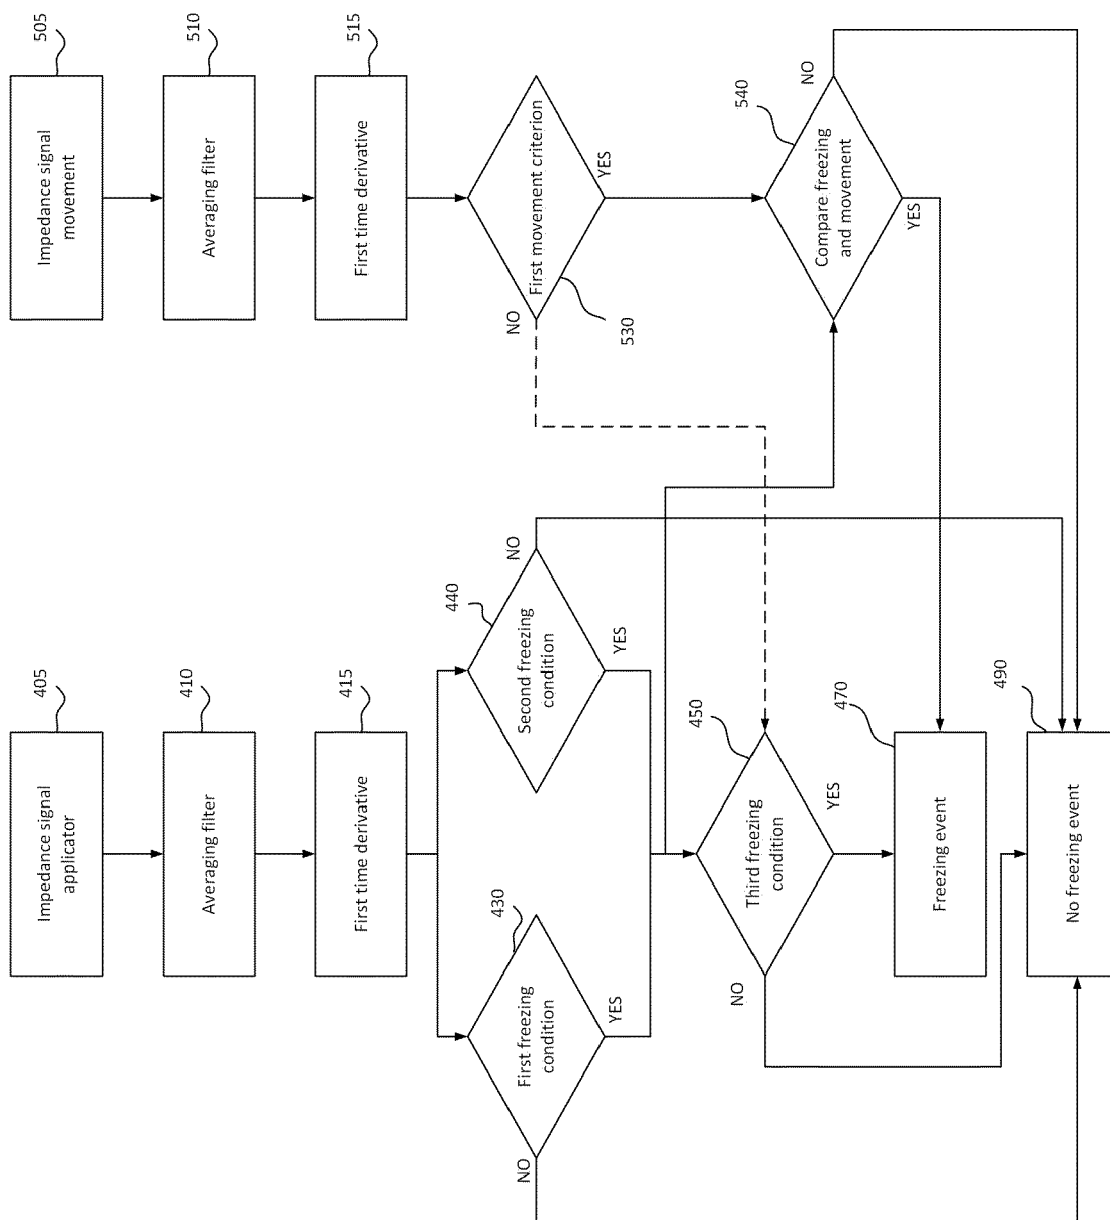 505
Impedance signal
movement
510
Averaging filter
515
First time derivative
First movement criterion
NO
YES
530
540
Compare freezing
and movement
NO
YES
405
Impedance signal
applicator
410
Averaging filter
415
First time derivative
430
First freezing
condition
NO
YES
440
Second freezing
condition
NO
YES
450
Third freezing
condition
NO
YES
470
Freezing event
490
No freezing event